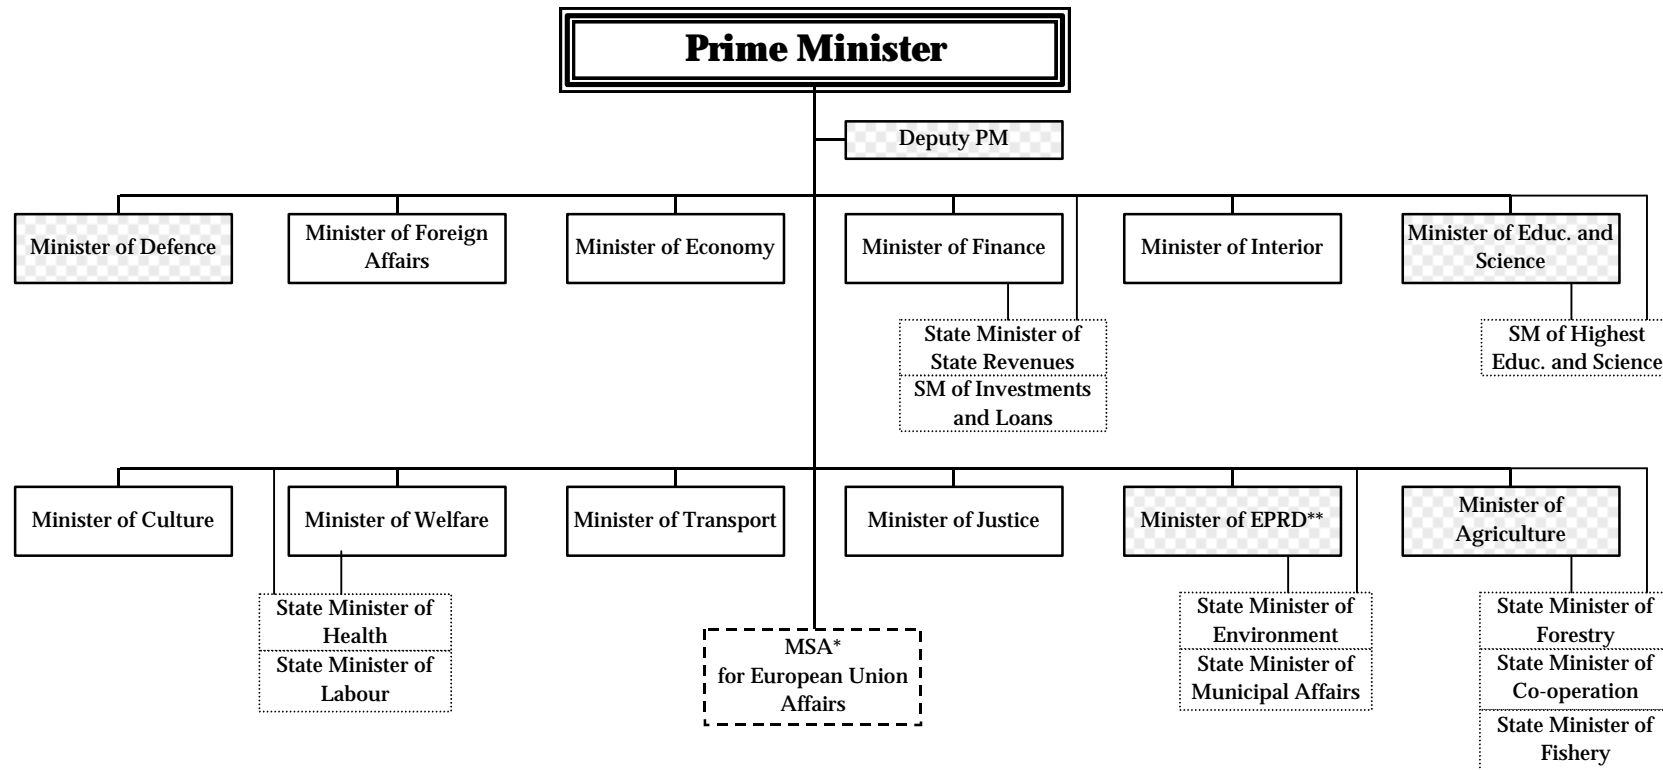 Prime Minister
Deputy PM
Minister of Defence
Minister of Foreign
Affairs
Minister of Economy
Minister of Finance
Minister of Interior
Minister of Educ. and
Science
State Minister of
State Revenues
SM of Investments
and Loans
SM of Highest
Educ. and Science
Minister of Culture
Minister of Welfare
Minister of Transport
Minister of Justice
Minister of EPRD**
Minister of
Agriculture
State Minister of
Health
State Minister of
Labour
MSA*
for European Union
Affairs
State Minister of
Environment
State Minister of
Municipal Affairs
State Minister of
Forestry
State Minister of
Co-operation
State Minister of
Fishery